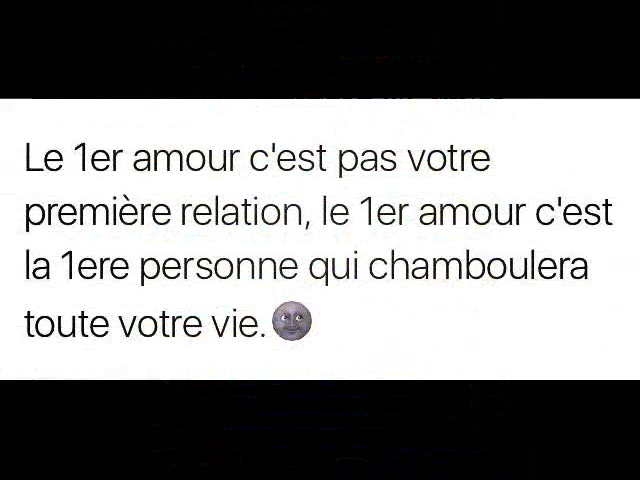 Le 1er amour c'est pas votre
première relation, le 1er amour c'est
la 1ere personne qui chamboulera
toute votre vie.🌚